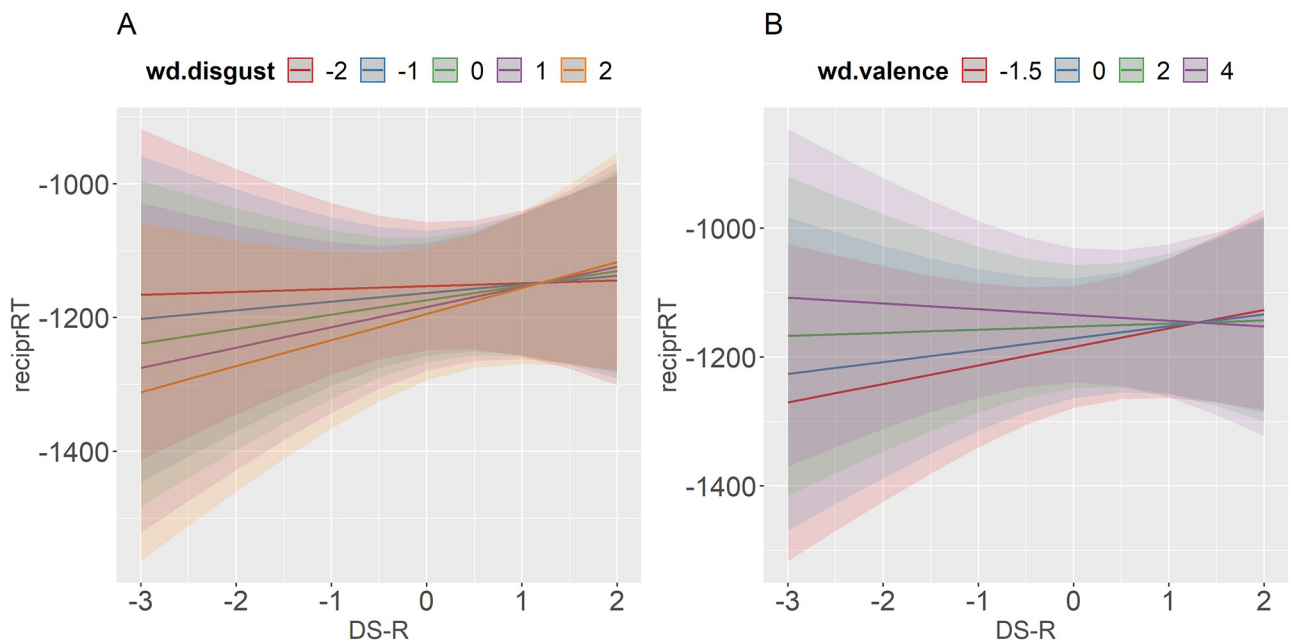 A
wd.disgust -2 -1 0 1 2
reciprRT
-1000
-1200
-1400
-3 -2 -1 0 1 2
DS-R
B
wd.valence -1.5 0 2 4
reciprRT
-1000
-1200
-1400
-3 -2 -1 0 1 2
DS-R